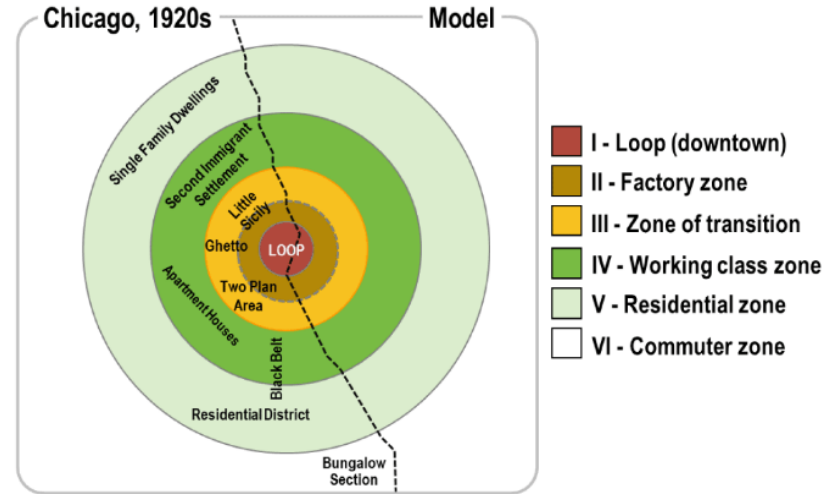 Chicago, 1920s
Model
Single Family Dwellings
Second Immigrant
Settlement
Little
Sicily
Ghetto
LOOP
Two Plan
Area
Apartment Houses
Black Belt
Residential District
Bungalow
Section
I - Loop (downtown)
II - Factory zone
III - Zone of transition
IV - Working class zone
V - Residential zone
VI - Commuter zone